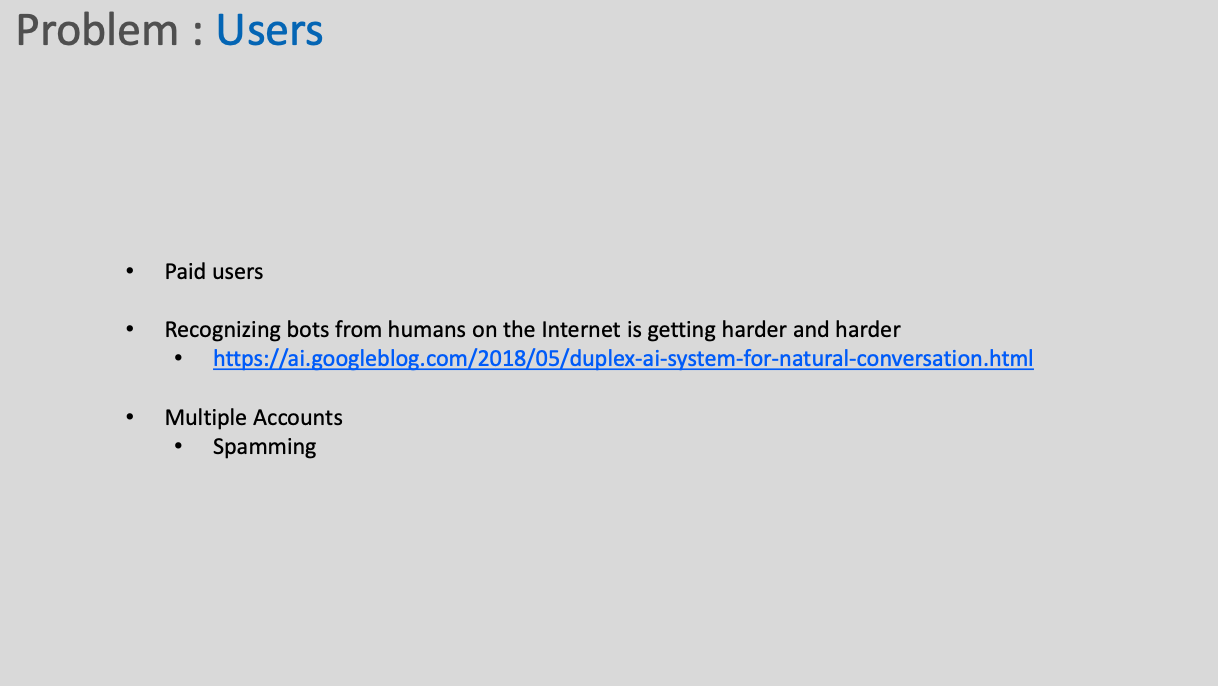 Problem : Users
• Paid users
• Recognizing bots from humans on the Internet is getting harder and harder
• https://ai.googleblog.com/2018/05/duplex-ai-system-for-natural-conversation.html
• Multiple Accounts
• Spamming